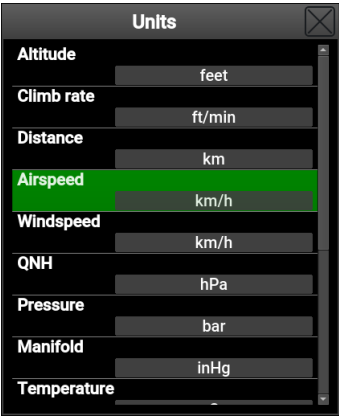 Units
Altitude
feet
Climb rate
ft/min
Distance
km
Airspeed
km/h
Windspeed
km/h
QNH
hPa
Pressure
bar
Manifold
inHg
Temperature